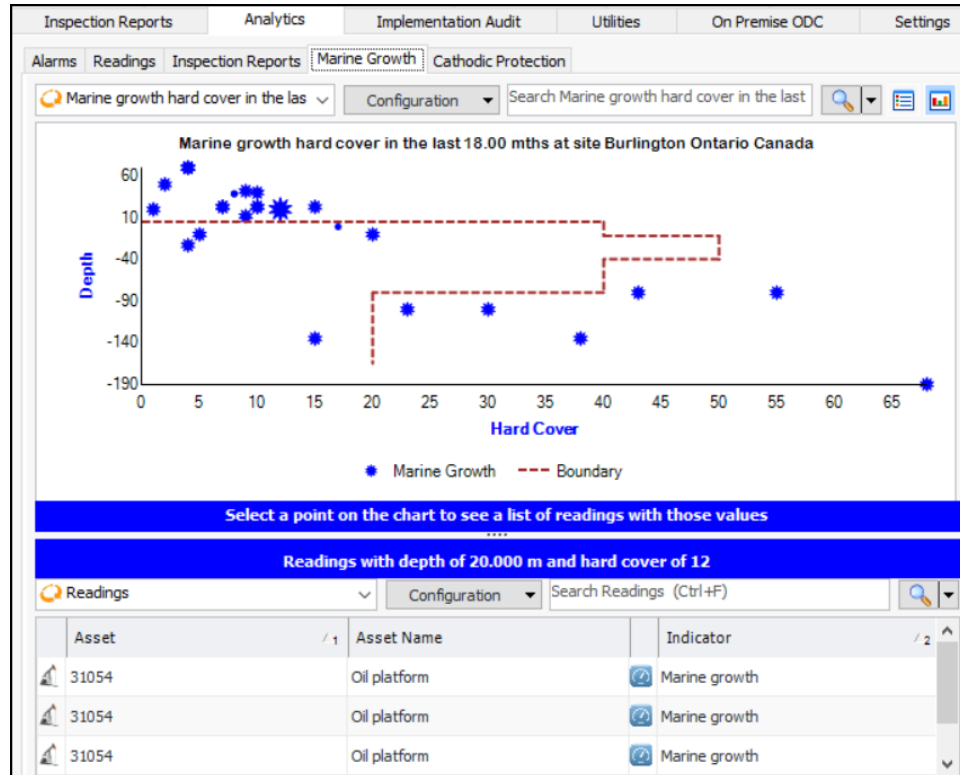 Inspection Reports Analytics Implementation Audit Utilities On Premise ODC Settings
Alarms Readings Inspection Reports Marine Growth Cathodic Protection
Marine growth hard cover in the las Configuration Search Marine growth hard cover in the last
Marine growth hard cover in the last 18.00 mths at site Burlington Ontario Canada
60
10
-40
-90
-140
-190
Depth
0 5 10 15 20 25 30 35 40 45 50 55 60 65
Hard Cover
Marine Growth Boundary
Select a point on the chart to see a list of readings with those values
Readings with depth of 20.000 m and hard cover of 12
Readings Configuration Search Readings (Ctrl+F)
Asset / 1 Asset Name Indicator / 2
31054 Oil platform Marine growth
31054 Oil platform Marine growth
31054 Oil platform Marine growth